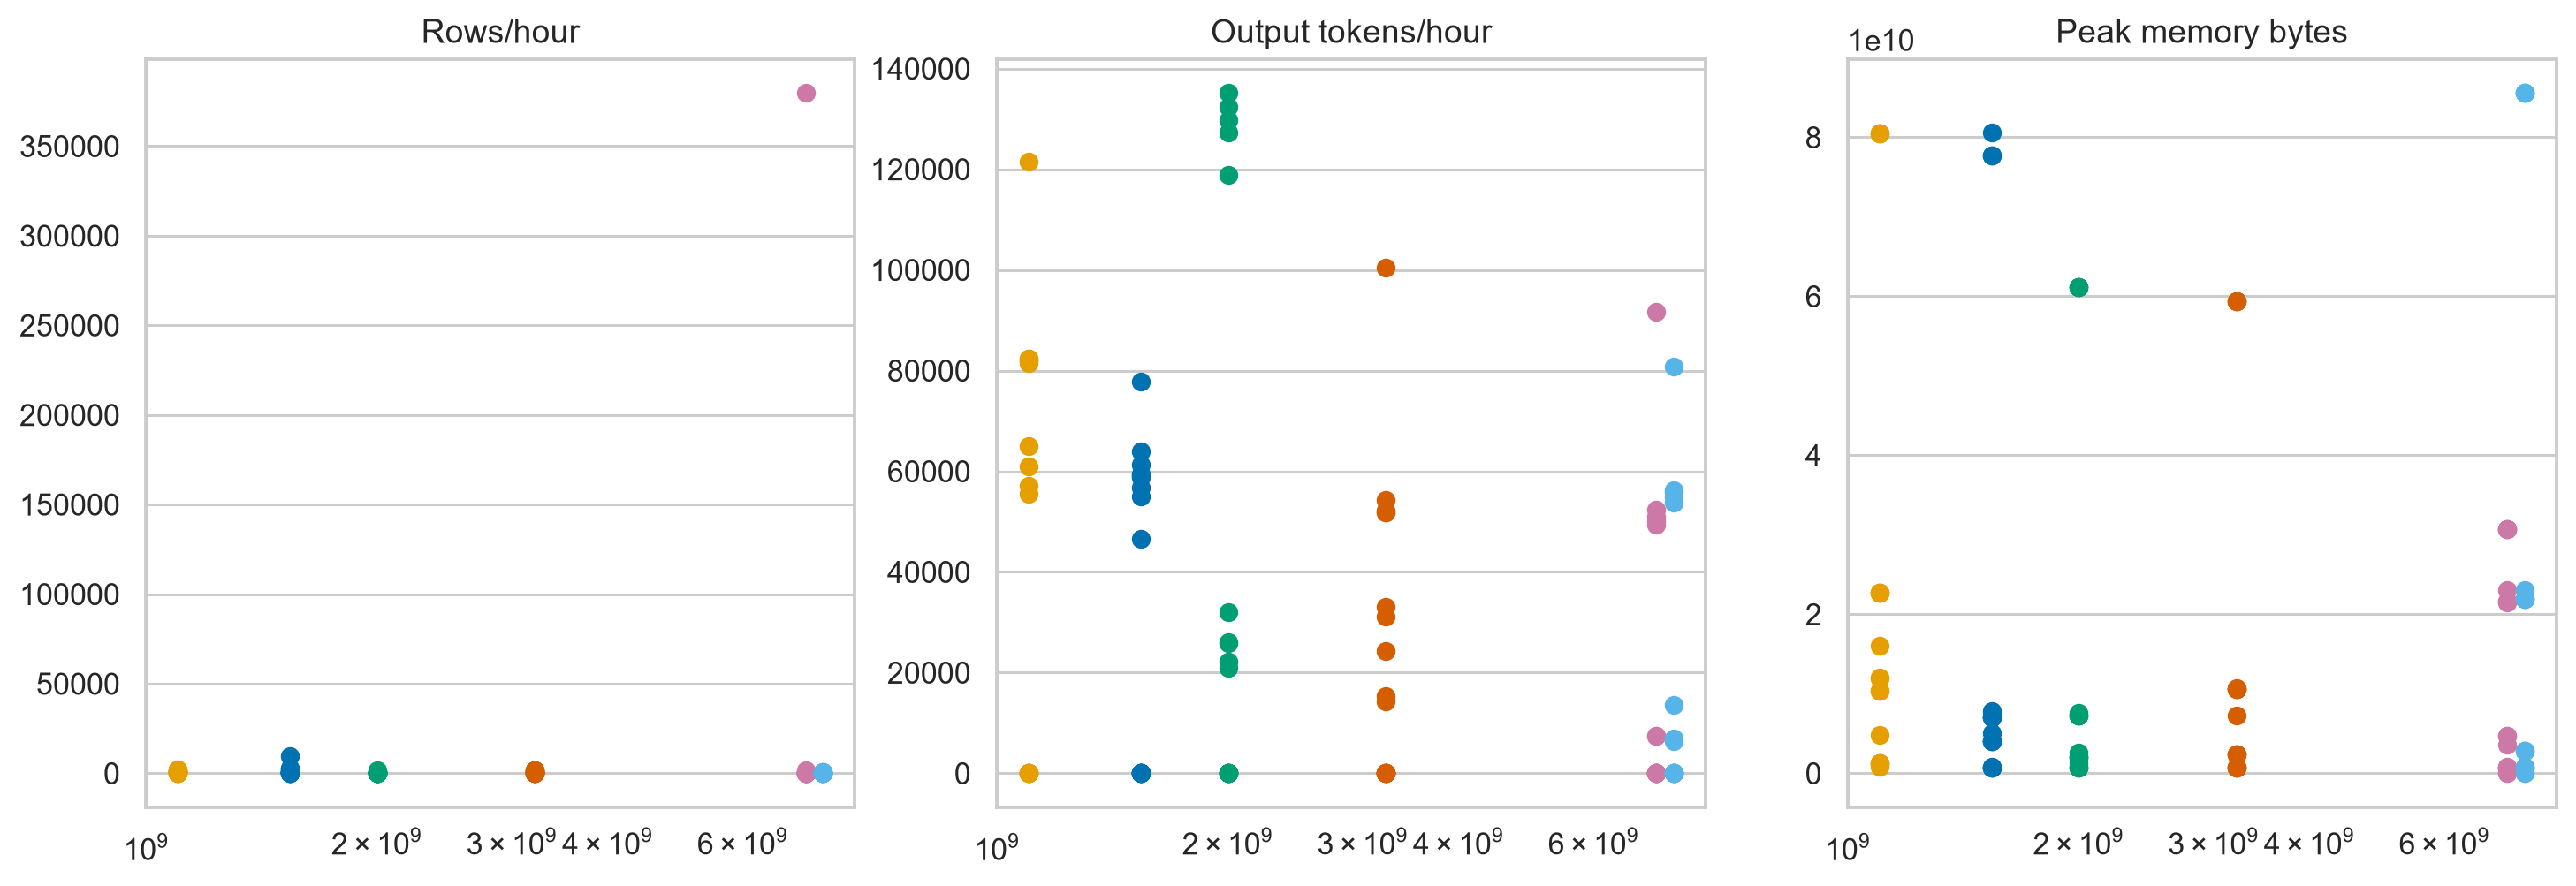 Rows/hour
350000
300000
250000
200000
150000
100000
50000
0
10⁹
2 × 10⁹
3 × 10⁹
4 × 10⁹
6 × 10⁹
Output tokens/hour
140000
120000
100000
80000
60000
40000
20000
0
10⁹
2 × 10⁹
3 × 10⁹
4 × 10⁹
6 × 10⁹
Peak memory bytes
1e10
8
6
4
2
0
10⁹
2 × 10⁹
3 × 10⁹
4 × 10⁹
6 × 10⁹